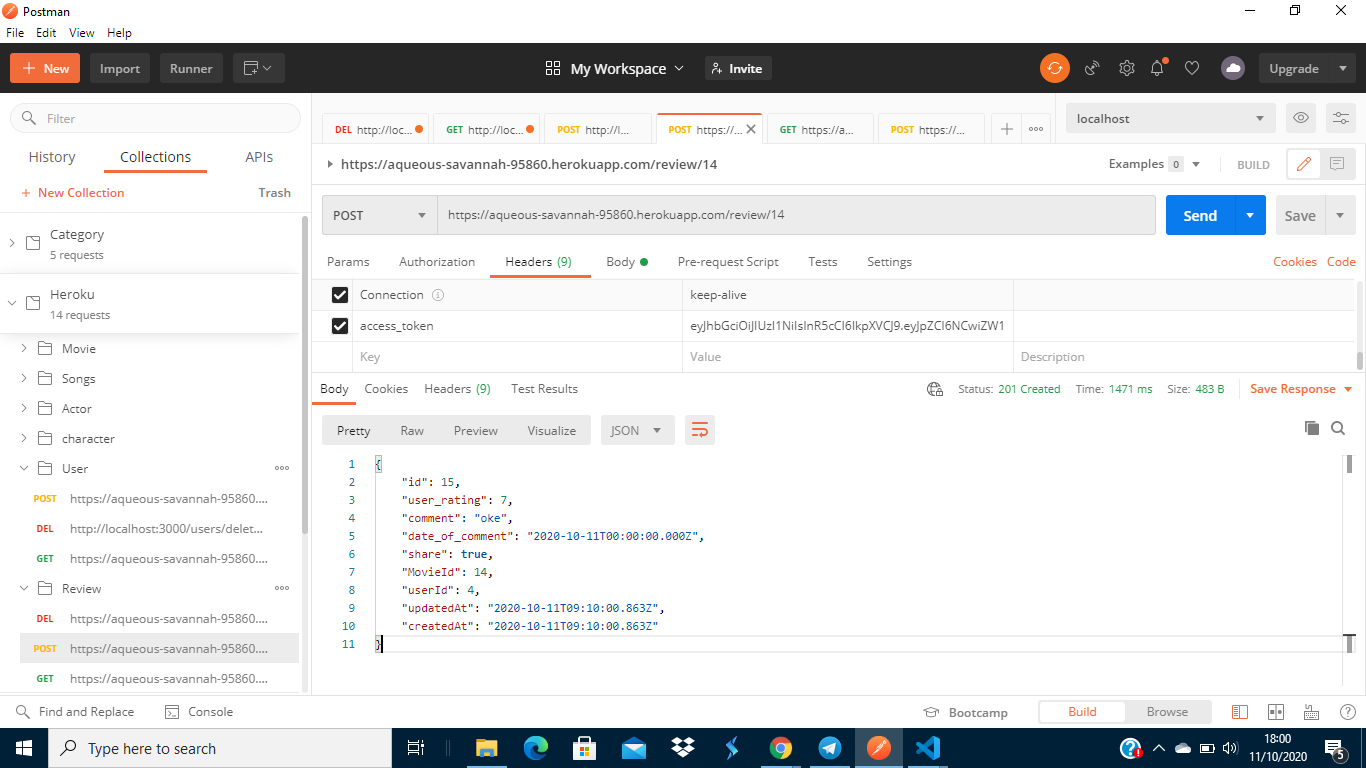 Postman
File Edit View Help
New Import Runner My Workspace Invite Upgrade
Filter
History Collections APIs
New Collection Trash
Category
5 requests
Heroku
14 requests
Movie
Songs
Actor
character
User
POST https://aqueous-savannah-95860....
DEL http://localhost:3000/users/delet...
GET https://aqueous-savannah-95860....
Review
DEL https://aqueous-savannah-95860....
POST https://aqueous-savannah-95860....
GET https://aqueous-savannah-95860....
DEL http://loc... GET http://loc... POST http://l... POST https://... GET https://a... POST https://... localhost
https://aqueous-savannah-95860.herokuapp.com/review/14 Examples 0 BUILD
POST https://aqueous-savannah-95860.herokuapp.com/review/14 Send Save
Params Authorization Headers (9) Body Pre-request Script Tests Settings Cookies Code
Connection keep-alive
access_token eyJhbGciOiJIUzI1NiIsInR5cCI6IkpXVCJ9.eyJpZCI6NCwiZW1
Key Value Description
Body Cookies Headers (9) Test Results Status: 201 Created Time: 1471 ms Size: 483 B Save Response
Pretty Raw Preview Visualize JSON
1 {
2 "id": 15,
3 "user_rating": 7,
4 "comment": "oke",
5 "date_of_comment": "2020-10-11T00:00:00.000Z",
6 "share": true,
7 "MovieId": 14,
8 "userId": 4,
9 "updatedAt": "2020-10-11T09:10:00.863Z",
10 "createdAt": "2020-10-11T09:10:00.863Z"
11 }
Find and Replace Console Bootcamp Build Browse
Type here to search
18:00
11/10/2020
5